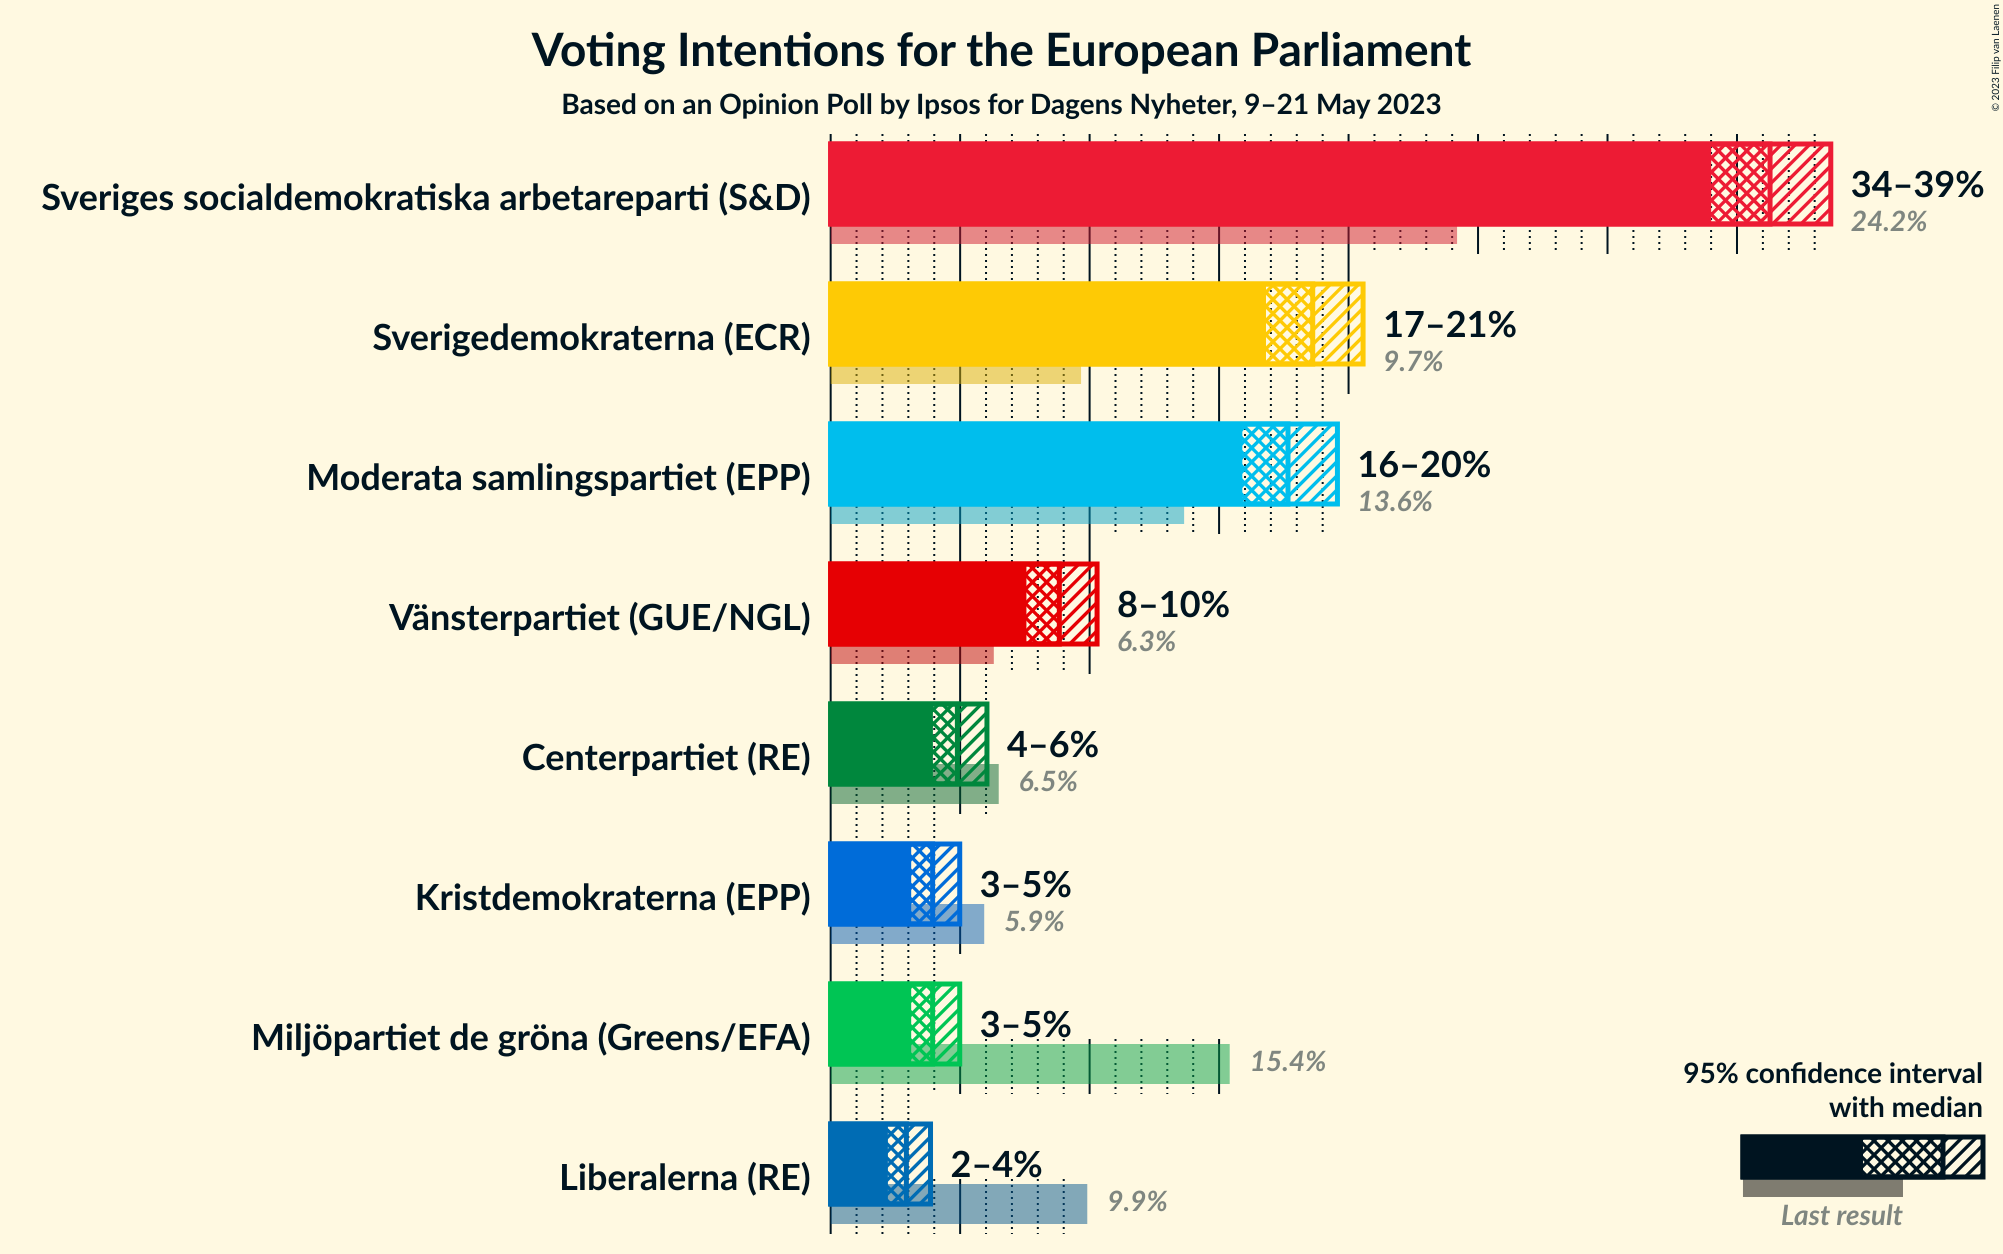 Voting Intentions for the European Parliament
Based on an Opinion Poll by Ipsos for Dagens Nyheter, 9–21 May 2023
© 2023 Filip van Laenen
Sveriges socialdemokratiska arbetareparti (S&D)
34–39%
24.2%
Sverigedemokraterna (ECR)
17–21%
9.7%
Moderata samlingspartiet (EPP)
16–20%
13.6%
Vänsterpartiet (GUE/NGL)
8–10%
6.3%
Centerpartiet (RE)
4–6%
6.5%
Kristdemokraterna (EPP)
3–5%
5.9%
Miljöpartiet de gröna (Greens/EFA)
3–5%
15.4%
Liberalerna (RE)
2–4%
9.9%
95% confidence interval
with median
Last result